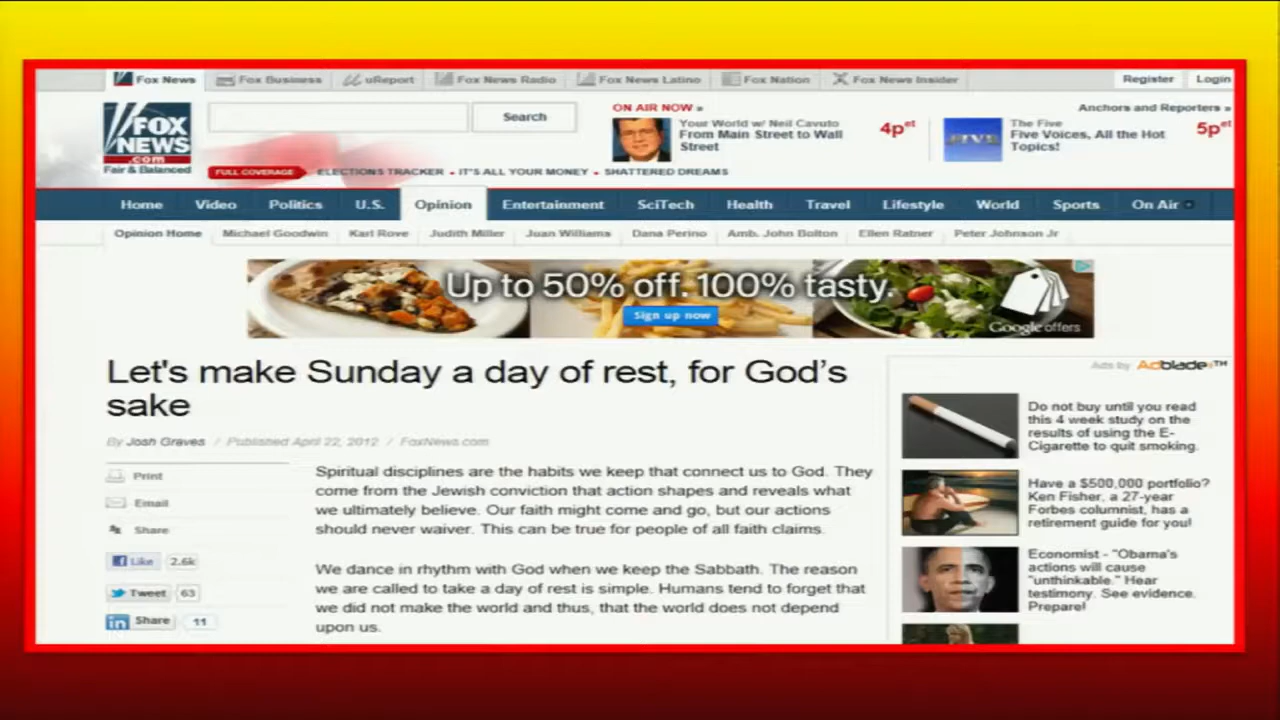 Fox News Fox Business uReport Fox News Radio Fox News Latino Fox Nation Fox News Insider Register Login
FOX
NEWS
.com
Fair & Balanced
Search
ON AIR NOW »
Your World w/ Neil Cavuto
From Main Street to Wall
Street
4p et
Anchors and Reporters »
FIVE
The Five
Five Voices, All the Hot
Topics!
5p et
FULL COVERAGE ELECTIONS TRACKER • IT'S ALL YOUR MONEY • SHATTERED DREAMS
Home Video Politics U.S. Opinion Entertainment SciTech Health Travel Lifestyle World Sports On Air
Opinion Home Michael Goodwin Karl Rove Judith Miller Juan Williams Dana Perino Amb. John Bolton Ellen Ratner Peter Johnson Jr
Up to 50% off. 100% tasty.
Sign up now
Google offers
Let's make Sunday a day of rest, for God’s
sake
By Josh Graves / Published April 22, 2012 / FoxNews.com
Print
Email
Share
Like 2.6k
Tweet 63
in Share 11
Spiritual disciplines are the habits we keep that connect us to God. They
come from the Jewish conviction that action shapes and reveals what
we ultimately believe. Our faith might come and go, but our actions
should never waiver. This can be true for people of all faith claims.
We dance in rhythm with God when we keep the Sabbath. The reason
we are called to take a day of rest is simple. Humans tend to forget that
we did not make the world and thus, that the world does not depend
upon us.
Ads by Adblade™
Do not buy until you read
this 4 week study on the
results of using the E-
Cigarette to quit smoking.
Have a $500,000 portfolio?
Ken Fisher, a 27-year
Forbes columnist, has a
retirement guide for you!
Economist - "Obama's
actions will cause
"unthinkable." Hear
testimony. See evidence.
Prepare!